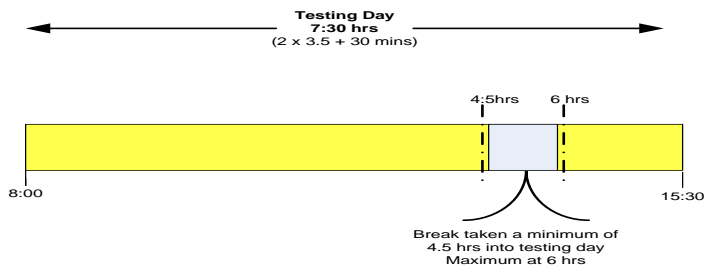 Testing Day
7:30 hrs
(2 x 3.5 + 30 mins)
4:5hrs
6 hrs
8:00
15:30
Break taken a minimum of
4.5 hrs into testing day
Maximum at 6 hrs